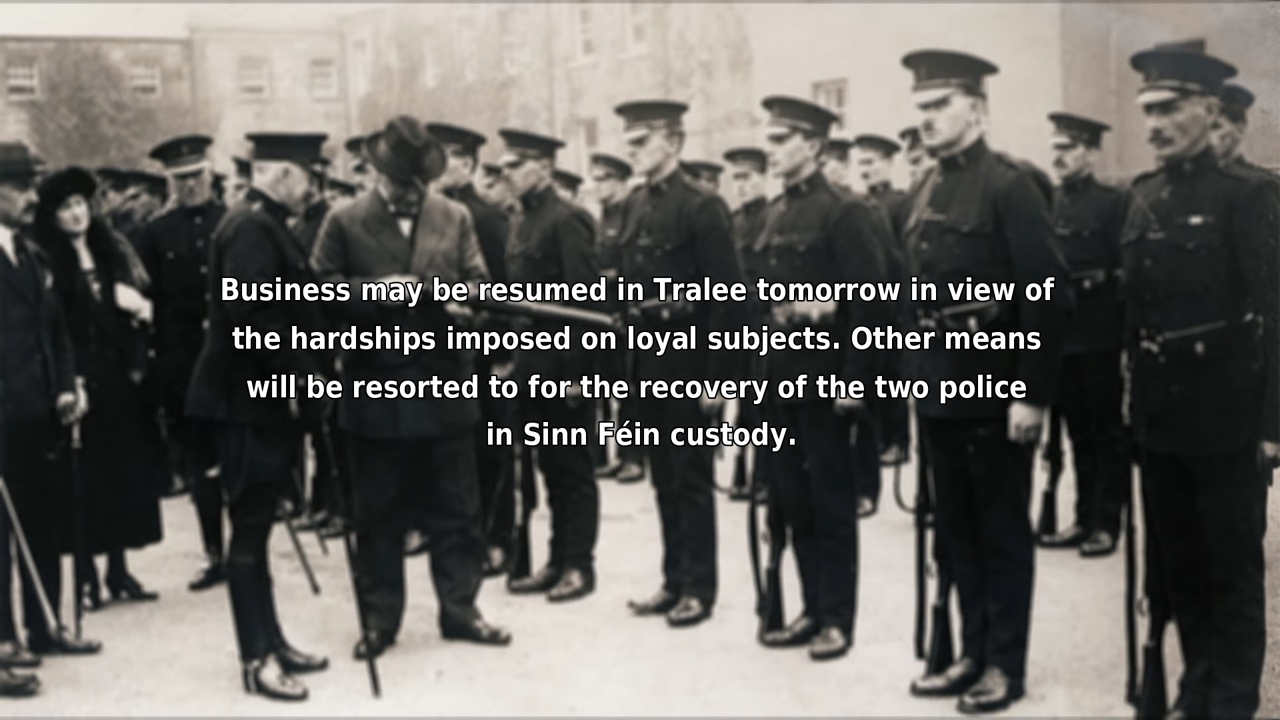 Business may be resumed in Tralee tomorrow in view of
the hardships imposed on loyal subjects. Other means
will be resorted to for the recovery of the two police
in Sinn Féin custody.